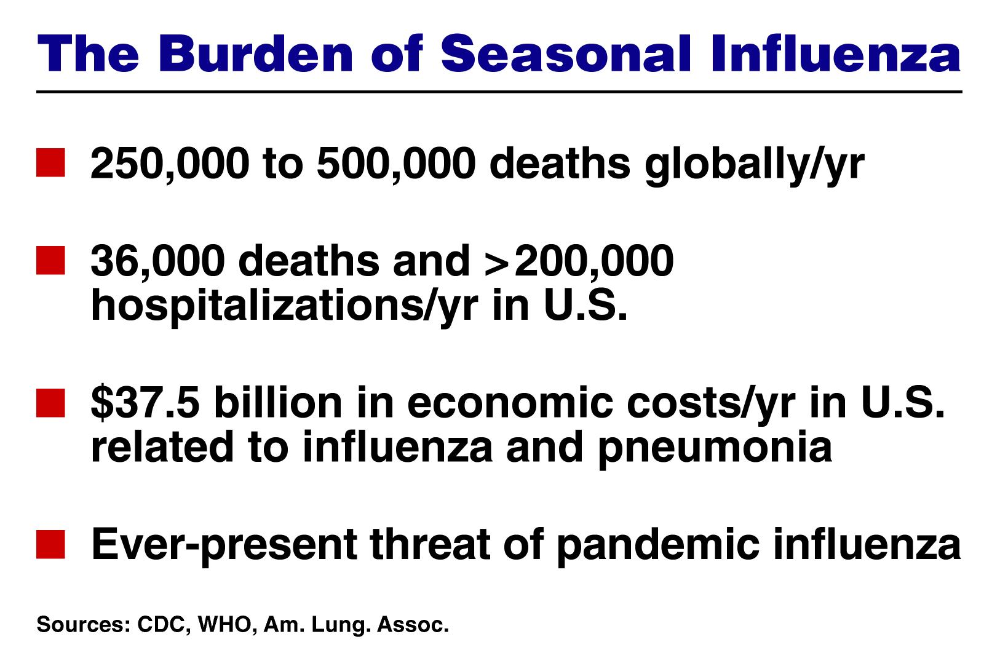 The Burden of Seasonal Influenza
250,000 to 500,000 deaths globally/yr
36,000 deaths and >200,000
hospitalizations/yr in U.S.
$37.5 billion in economic costs/yr in U.S.
related to influenza and pneumonia
Ever-present threat of pandemic influenza
Sources: CDC, WHO, Am. Lung. Assoc.